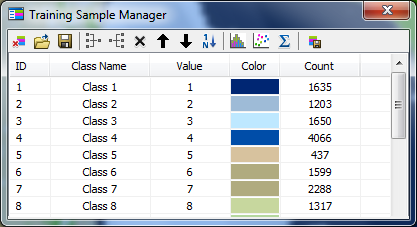 Training Sample Manager
ID Class Name Value Color Count
1 Class 1 1 1635
2 Class 2 2 1203
3 Class 3 3 1650
4 Class 4 4 4066
5 Class 5 5 437
6 Class 6 6 1599
7 Class 7 7 2288
8 Class 8 8 1317